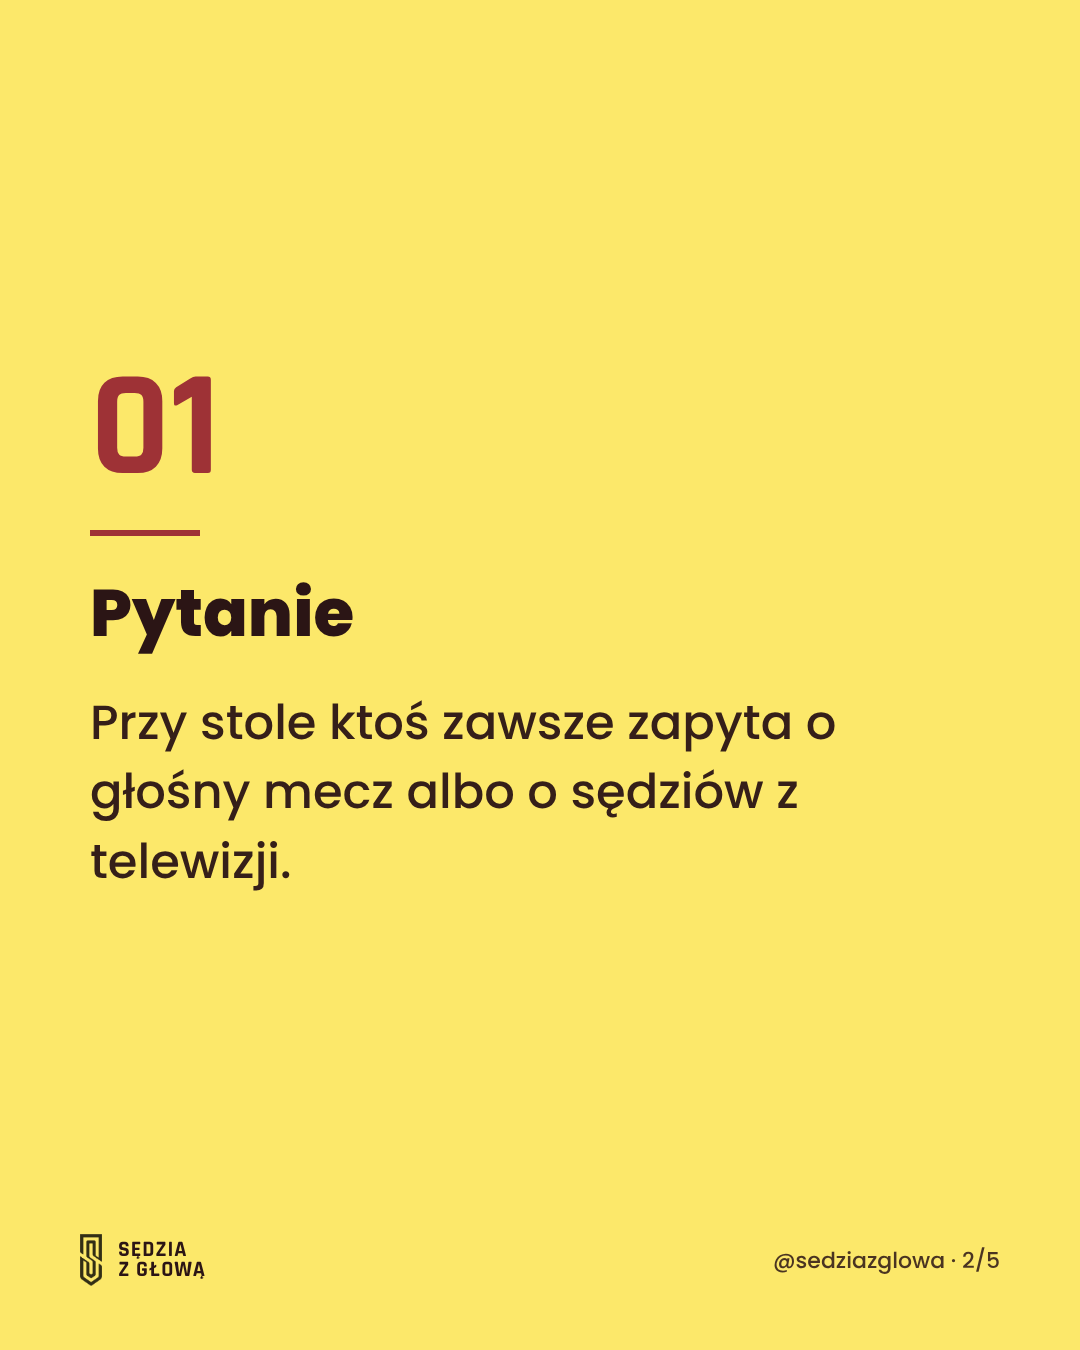 01
Pytanie
Przy stole ktoś zawsze zapyta o
głośny mecz albo o sędziów z
telewizji.
SĘDZIA
Z GŁOWĄ
@sedziazglowa · 2/5